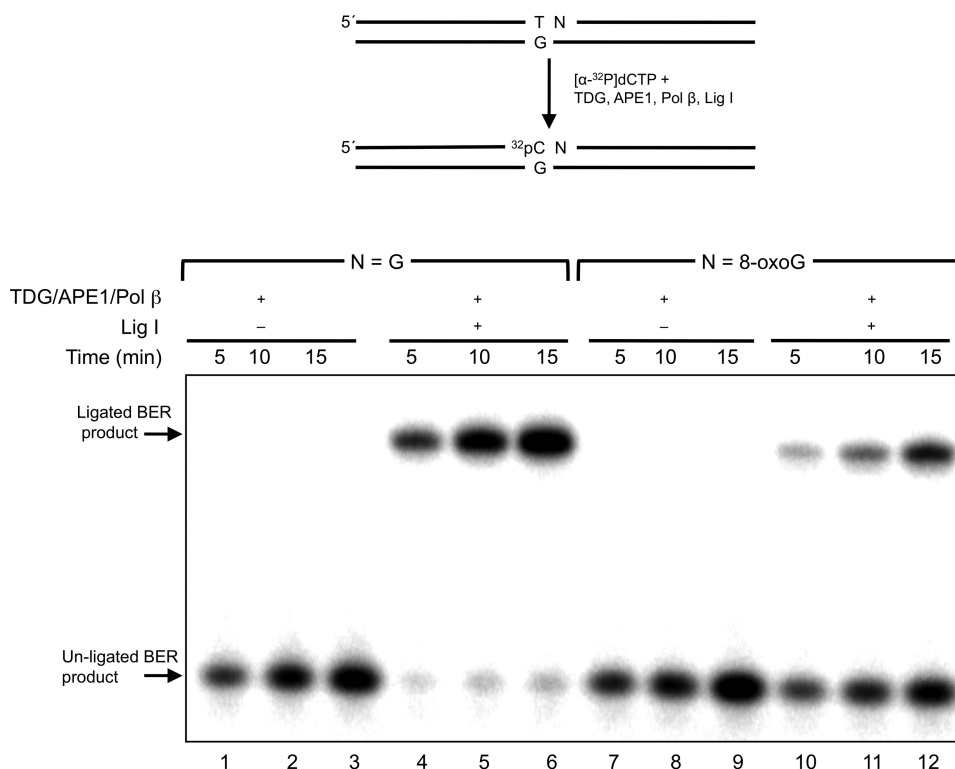 5´ T N
G
[α-³²P]dCTP +
TDG, APE1, Pol β, Lig I
5´ ³²pC N
G
N = G N = 8-oxoG
TDG/APE1/Pol β + + + +
Lig I – + – +
Time (min) 5 10 15 5 10 15 5 10 15 5 10 15
Ligated BER
product
Un-ligated BER
product
1 2 3 4 5 6 7 8 9 10 11 12